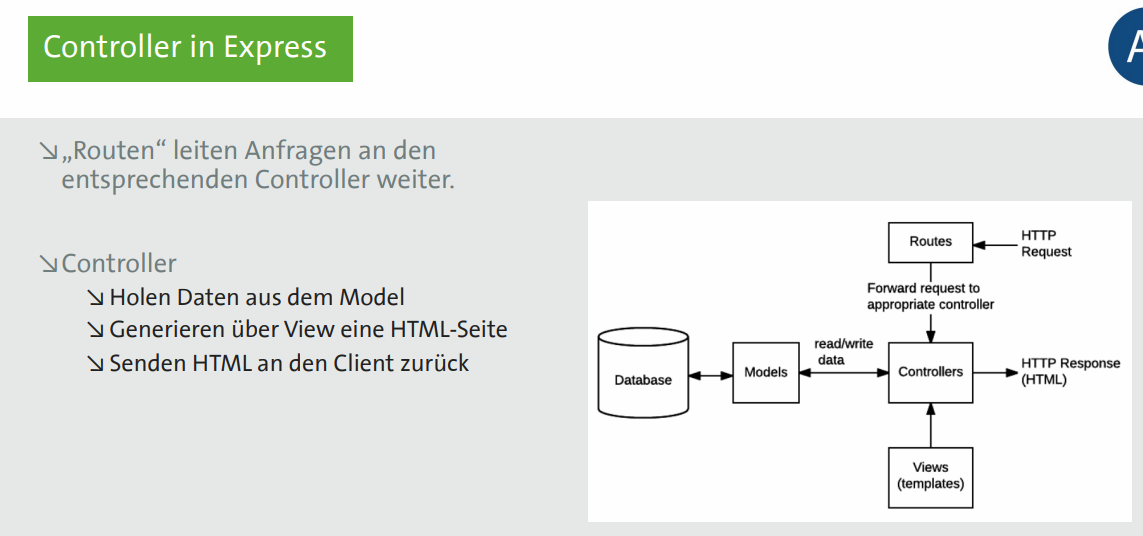 Controller in Express
A
↘„Routen“ leiten Anfragen an den
entsprechenden Controller weiter.
↘Controller
↘ Holen Daten aus dem Model
↘ Generieren über View eine HTML-Seite
↘ Senden HTML an den Client zurück
Routes
HTTP
Request
Forward request to
appropriate controller
Database
Models
read/write
data
Controllers
HTTP Response
(HTML)
Views
(templates)